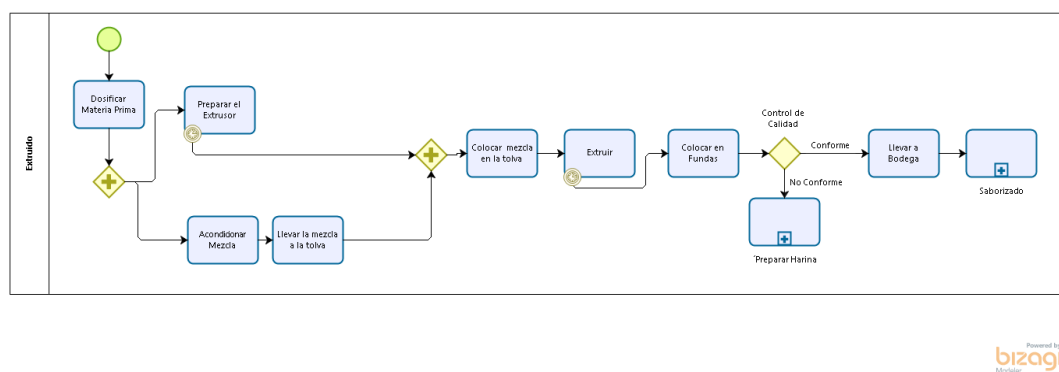 Extruido
Dosificar
Materia Prima
Preparar el
Extrusor
Acondidonar
Mezcla
Llevar la mezcla
a la tolva
Colocar mezcla
en la tolva
Extruir
Colocar en
Fundas
Control de
Calidad
Conforme
No Conforme
Llevar a
Bodega
Saborizado
'Preparar Harina
Powered by
bizagi
Modeler